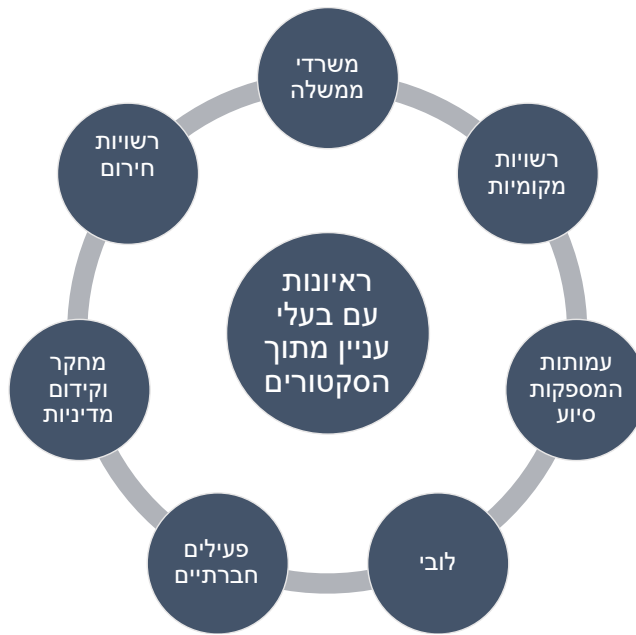 משרדי
ממשלה
רשויות
מקומיות
עמותות
המספקות
סיוע
לובי
פעילים
חברתיים
מחקר
וקידום
מדיניות
רשויות
חירום
ראיונות
עם בעלי
עניין מתוך
הסקטורים